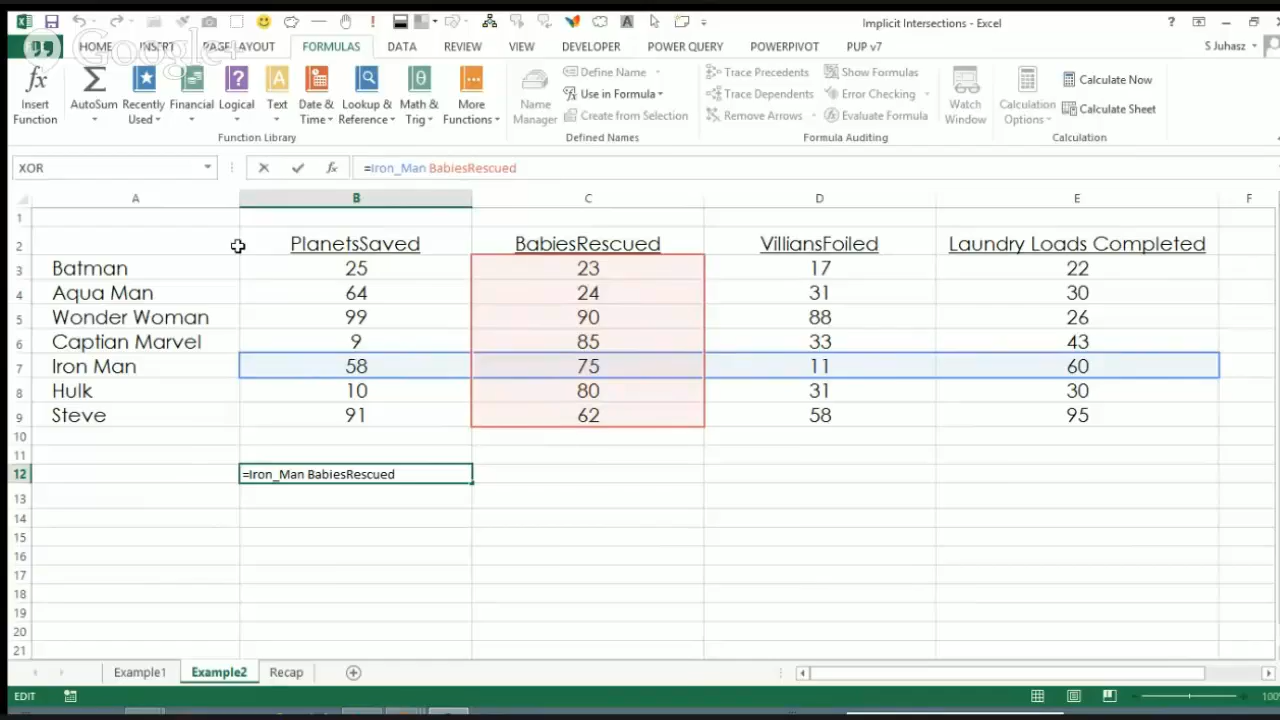 Implicit Intersections - Excel
Google+
HOME INSERT PAGE LAYOUT FORMULAS DATA REVIEW VIEW DEVELOPER POWER QUERY POWERPIVOT PUP v7 S Juhasz
Insert Function
AutoSum
Recently Used
Financial
Logical
Text
Date & Time
Lookup & Reference
Math & Trig
More Functions
Function Library
Name Manager
Define Name
Use in Formula
Create from Selection
Defined Names
Trace Precedents
Trace Dependents
Remove Arrows
Show Formulas
Error Checking
Evaluate Formula
Formula Auditing
Watch Window
Calculation Options
Calculate Now
Calculate Sheet
Calculation
XOR =Iron_Man BabiesRescued
A B C D E F
1
2 PlanetsSaved BabiesRescued VilliansFoiled Laundry Loads Completed
3 Batman 25 23 17 22
4 Aqua Man 64 24 31 30
5 Wonder Woman 99 90 88 26
6 Captian Marvel 9 85 33 43
7 Iron Man 58 75 11 60
8 Hulk 10 80 31 30
9 Steve 91 62 58 95
10
11
12 =Iron_Man BabiesRescued
13
14
15
16
17
18
19
20
21
Example1 Example2 Recap
EDIT 100%